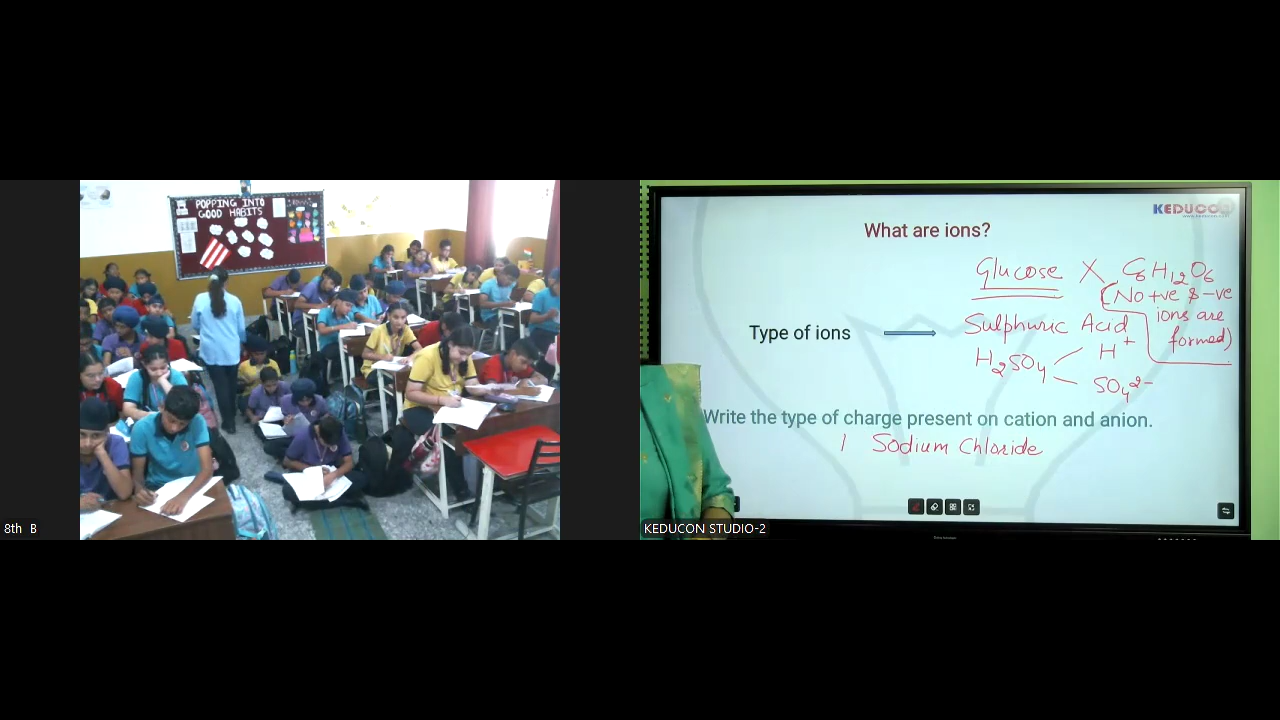 POPPING INTO
GOOD HABITS
8th B
KEDUCON
What are ions?
Glucose X C6H12O6
(No +ve & -ve
ions are
formed)
Type of ions
Sulphuric Acid
H2SO4
H+
SO4 2-
Write the type of charge present on cation and anion.
1 Sodium Chloride
KEDUCON STUDIO-2